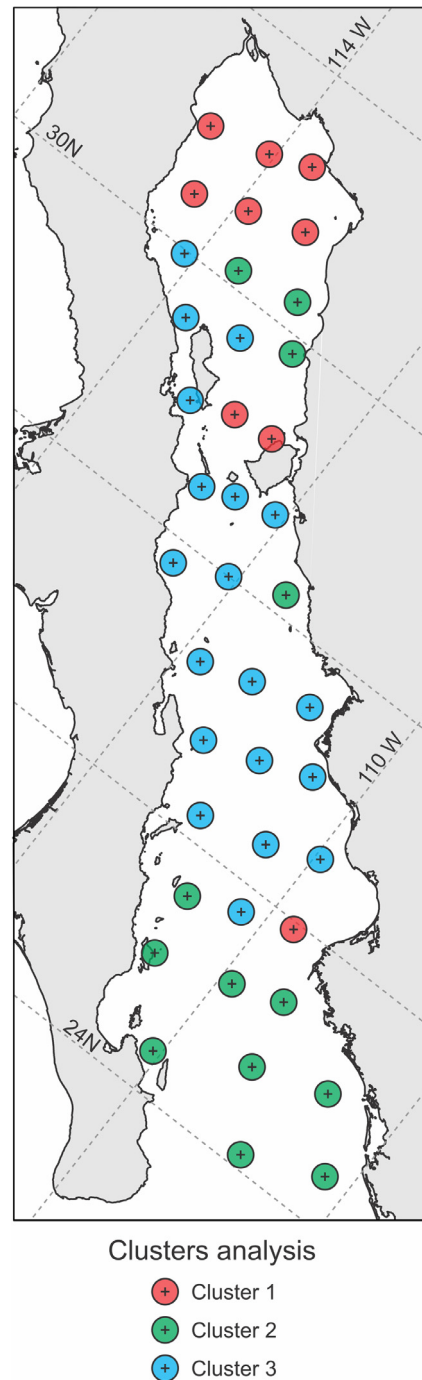 114 W
30N
110 W
24N
Clusters analysis
Cluster 1
Cluster 2
Cluster 3